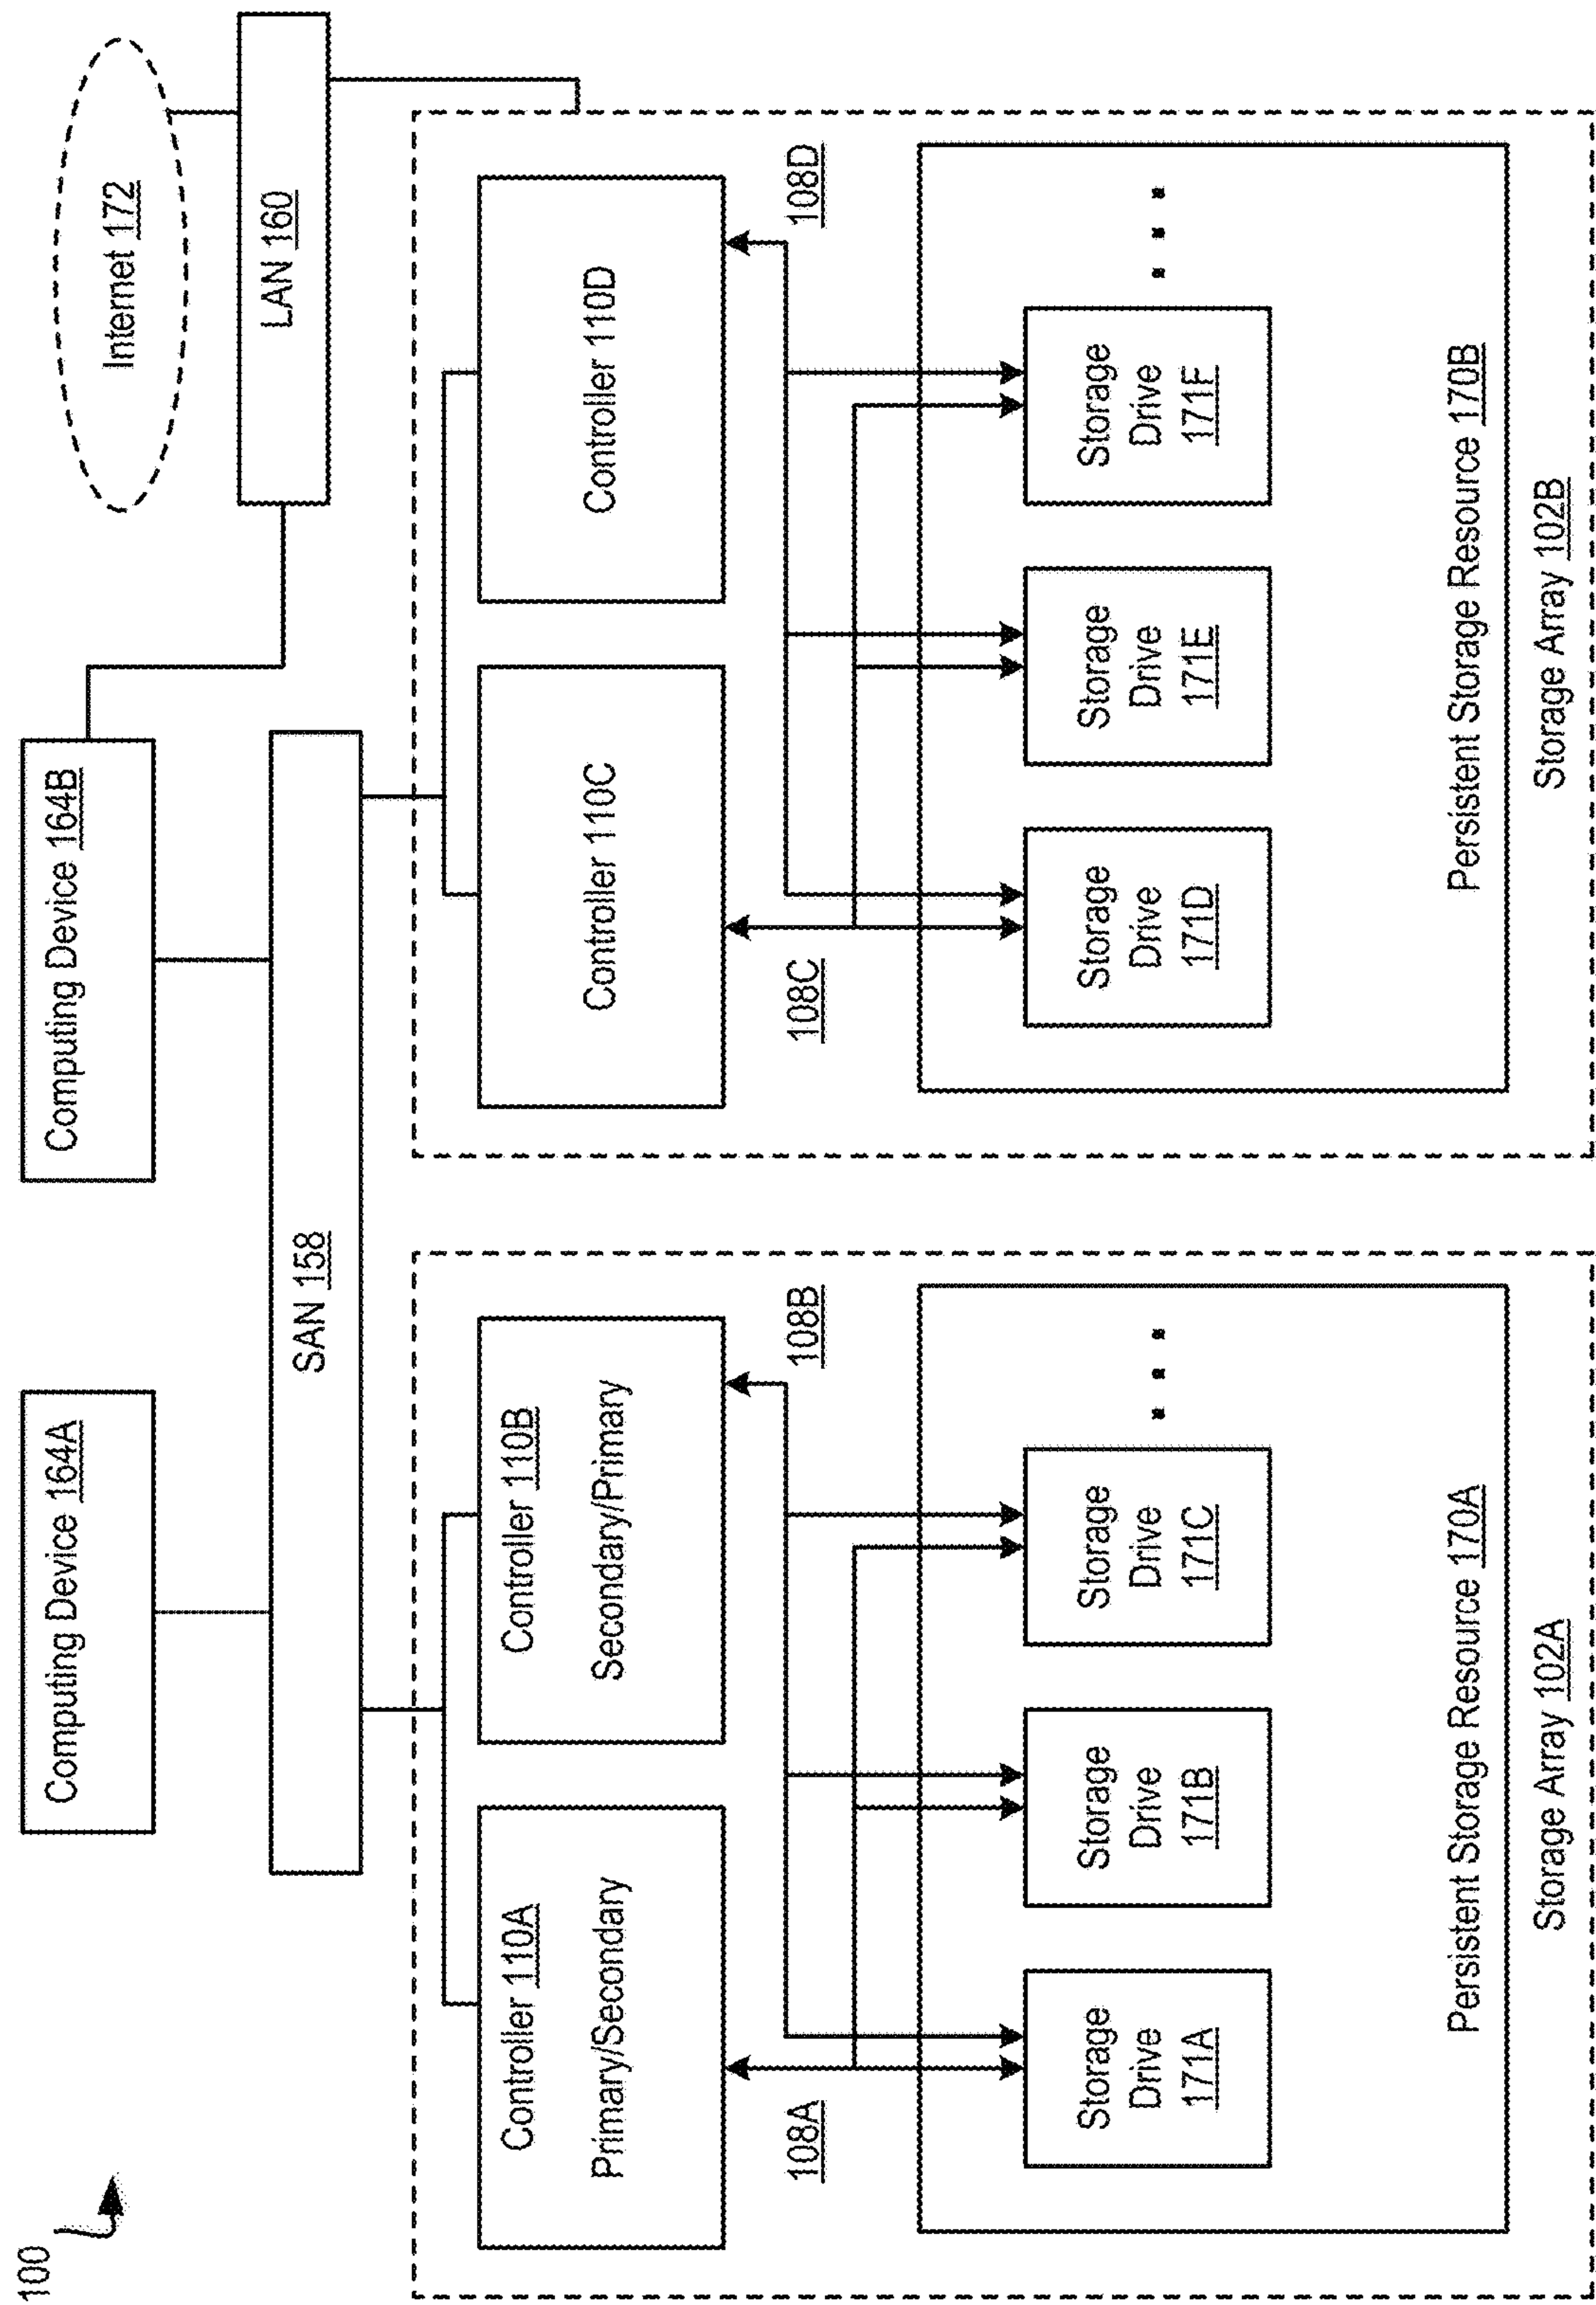 100
Computing Device 164A
Computing Device 164B
Internet 172
LAN 160
SAN 158
Controller 110A
Primary/Secondary
Controller 110B
Secondary/Primary
Controller 110C
Controller 110D
108A
108B
108C
108D
Storage
Drive
171A
Storage
Drive
171B
Storage
Drive
171C
Storage
Drive
171D
Storage
Drive
171E
Storage
Drive
171F
Persistent Storage Resource 170A
Persistent Storage Resource 170B
Storage Array 102A
Storage Array 102B